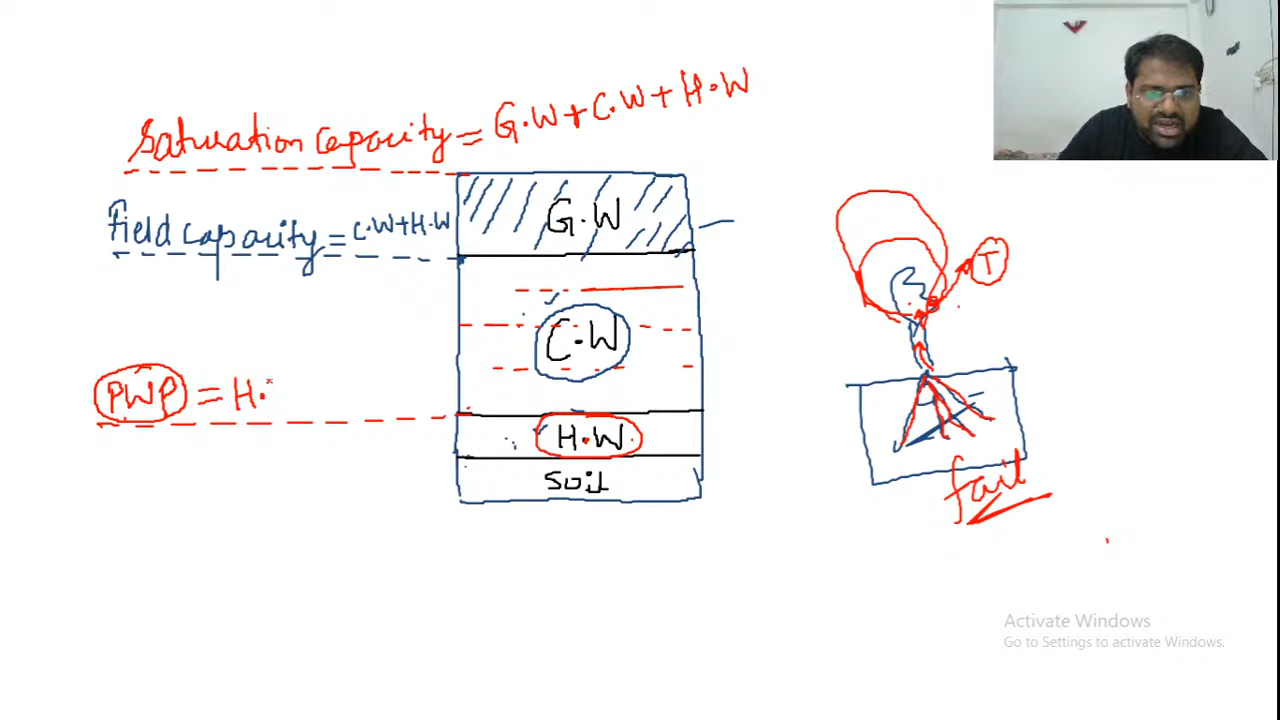 Saturation capacity = G.W + C.W + H.W
Field capacity = C.W + H.W
G.W
C.W
T
PWP = H.
H.W
Soil
fail
Activate Windows
Go to Settings to activate Windows.